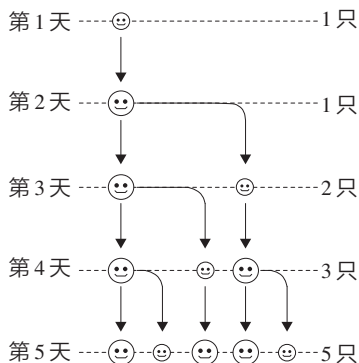 第1天 1只
第2天 1只
第3天 2只
第4天 3只
第5天 5只